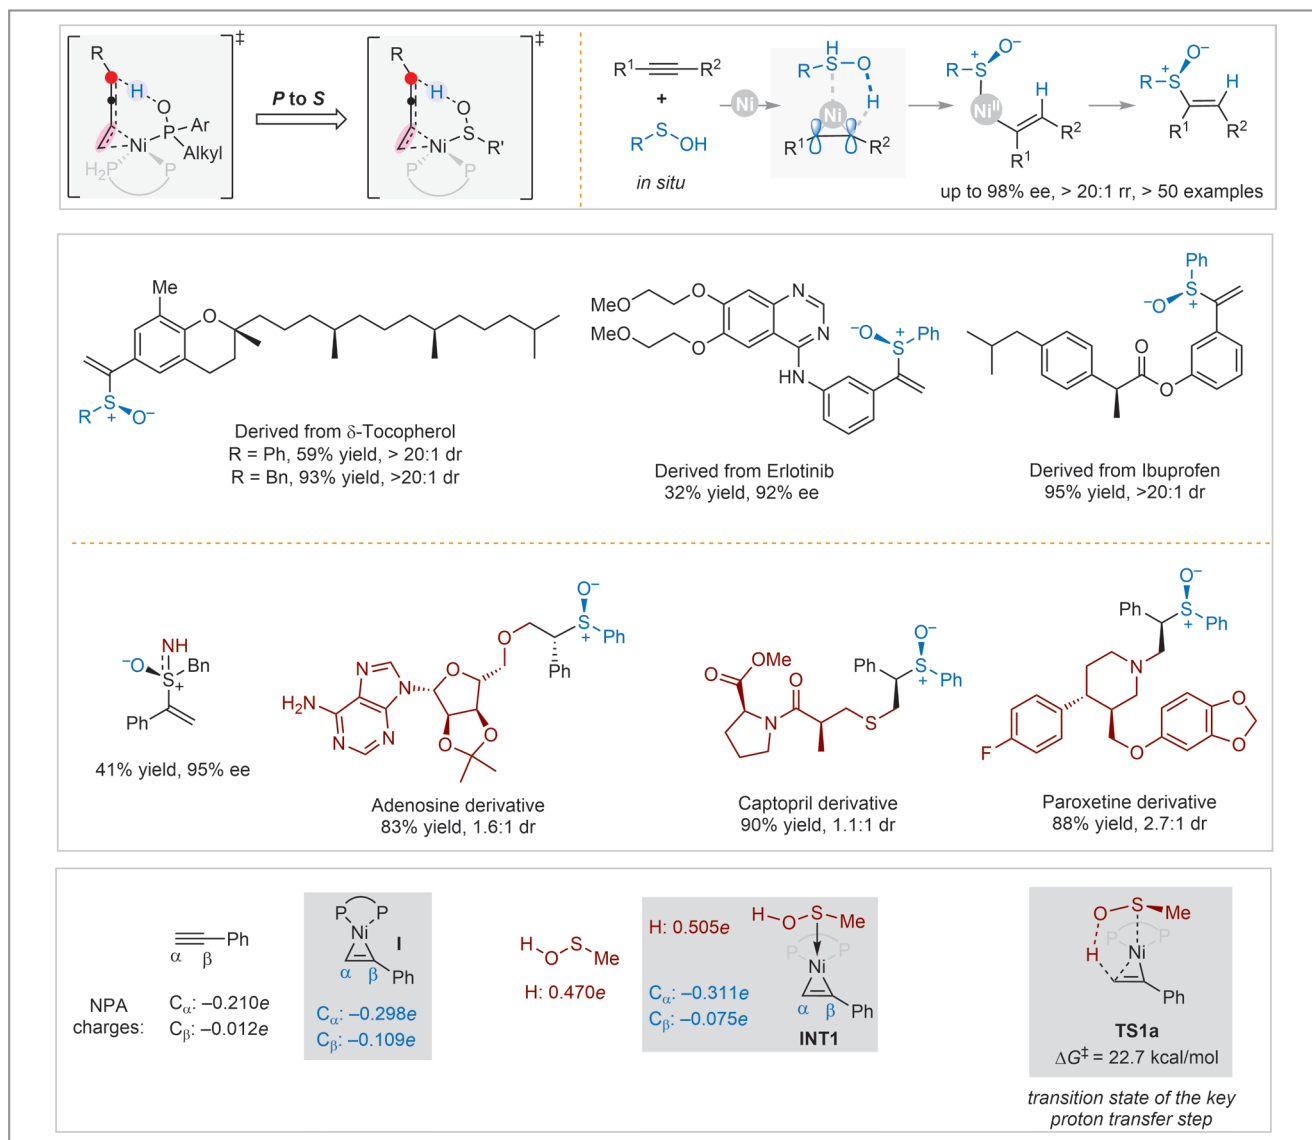 ‡
R
H
O
P
Ar
Alkyl
Ni
H₂P
P
P to S
‡
R
H
O
S
R'
Ni
P
P
R¹
R²
+
R
S
OH
in situ
Ni
H
R
S
O
H
Ni
R¹
R²
O⁻
+
R
S
NiII
H
R²
R¹
O⁻
+
R
S
H
R¹
R²
up to 98% ee, > 20:1 rr, > 50 examples
Me
O
R
S
+
O⁻
Derived from δ-Tocopherol
R = Ph, 59% yield, > 20:1 dr
R = Bn, 93% yield, >20:1 dr
MeO
O
MeO
O
N
N
HN
⁻O
+
S
Ph
Derived from Erlotinib
32% yield, 92% ee
Ph
S
⁻O
+
O
O
Derived from Ibuprofen
95% yield, >20:1 dr
NH
⁻O
Bn
S
+
Ph
41% yield, 95% ee
O⁻
S
+
Ph
O
Ph
H₂N
N
N
N
N
N
O
O
O
Adenosine derivative
83% yield, 1.6:1 dr
O⁻
Ph
S
+
Ph
OMe
O
O
N
S
Captopril derivative
90% yield, 1.1:1 dr
O⁻
Ph
S
+
Ph
N
F
O
O
O
Paroxetine derivative
88% yield, 2.7:1 dr
NPA
charges:
Ph
α
β
Cα: –0.210e
Cβ: –0.012e
P
P
Ni
I
α
β
Ph
Cα: –0.298e
Cβ: –0.109e
H
O
S
Me
H: 0.470e
H: 0.505e
H
O
S
Me
P
P
Ni
Cα: –0.311e
Cβ: –0.075e
α
β
Ph
INT1
O
S
Me
H
P
P
Ni
Ph
TS1a
ΔG‡ = 22.7 kcal/mol
transition state of the key
proton transfer step